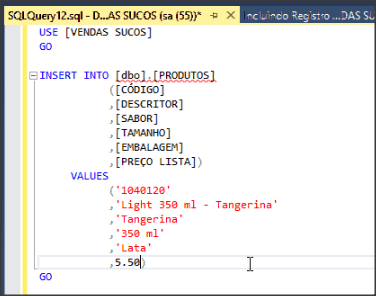 SQLQuery12.sql – D...AS SUCOS (sa (55))* Incluindo Registro ...DAS SU
USE [VENDAS SUCOS]
GO
INSERT INTO [dbo].[PRODUTOS]
([CÓDIGO]
,[DESCRITOR]
,[SABOR]
,[TAMANHO]
,[EMBALAGEM]
,[PREÇO LISTA])
VALUES
('1040120'
,'Light 350 ml - Tangerina'
,'Tangerina'
,'350 ml'
,'Lata'
,5.50)
GO